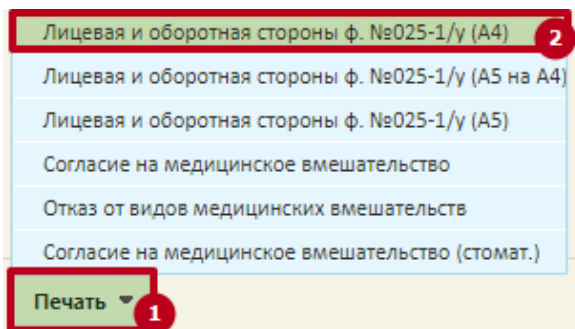 Лицевая и оборотная стороны ф. №025-1/у (А4)
2
Лицевая и оборотная стороны ф. №025-1/у (А5 на А4)
Лицевая и оборотная стороны ф. №025-1/у (А5)
Согласие на медицинское вмешательство
Отказ от видов медицинских вмешательств
Согласие на медицинское вмешательство (стомат.)
Печать
1